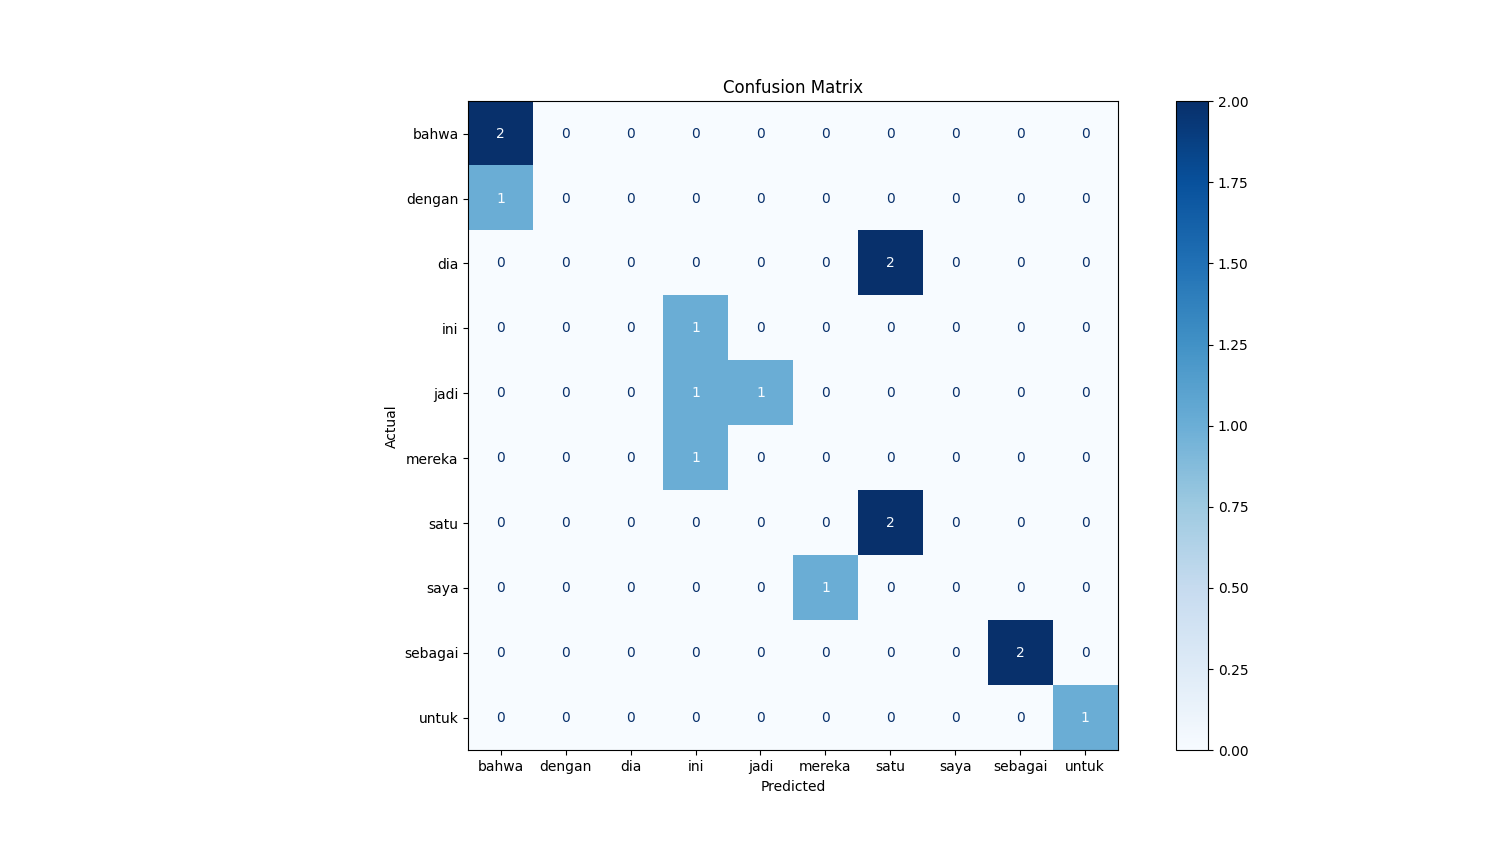 Confusion Matrix
bahwa 2 0 0 0 0 0 0 0 0 0
dengan 1 0 0 0 0 0 0 0 0 0
dia 0 0 0 0 0 0 2 0 0 0
ini 0 0 0 1 0 0 0 0 0 0
jadi 0 0 0 1 1 0 0 0 0 0
mereka 0 0 0 1 0 0 0 0 0 0
satu 0 0 0 0 0 0 2 0 0 0
saya 0 0 0 0 0 1 0 0 0 0
sebagai 0 0 0 0 0 0 0 0 2 0
untuk 0 0 0 0 0 0 0 0 0 1
bahwa dengan dia ini jadi mereka satu saya sebagai untuk
Predicted
Actual
2.00
1.75
1.50
1.25
1.00
0.75
0.50
0.25
0.00